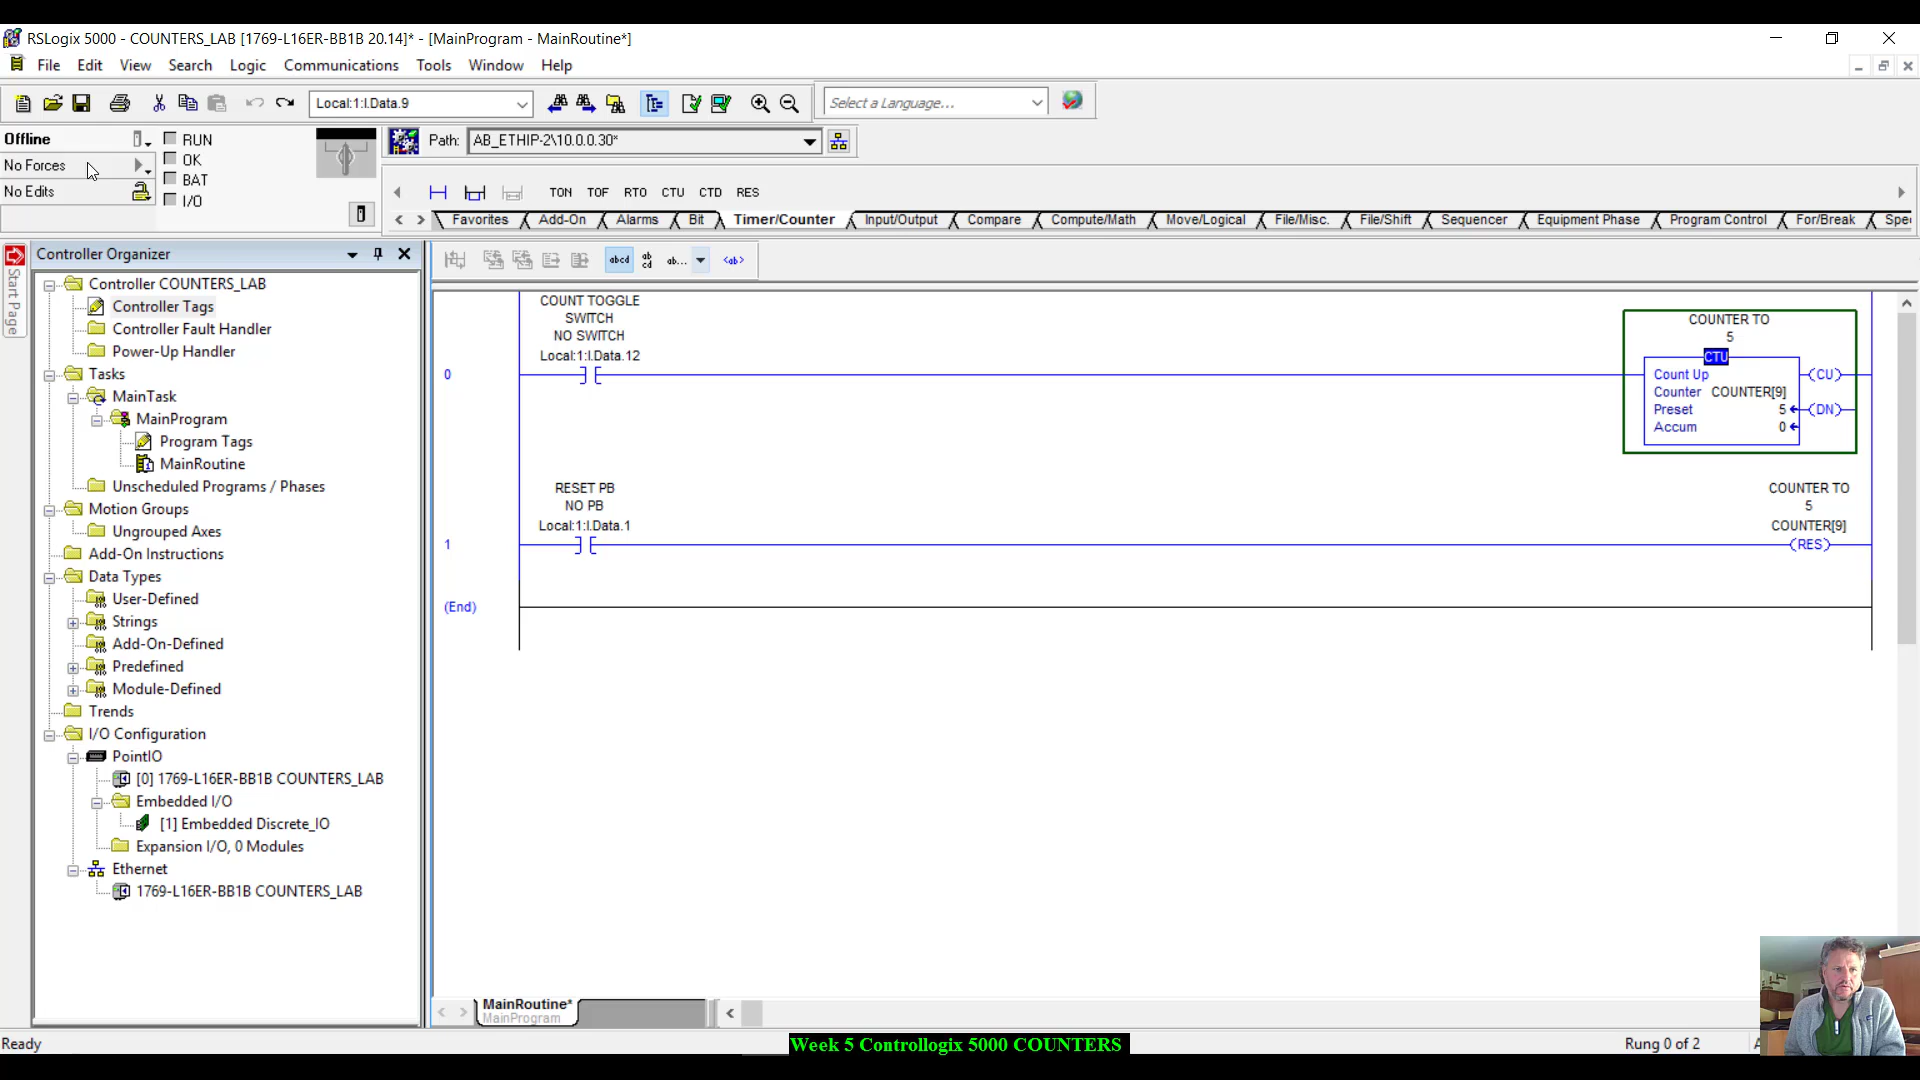 RSLogix 5000 - COUNTERS_LAB [1769-L16ER-BB1B 20.14]* - [MainProgram - MainRoutine*]
File Edit View Search Logic Communications Tools Window Help
Local:1:I.Data.9
Select a Language...
Offline
RUN
Path: AB_ETHIP-2\10.0.0.30*
OK
No Forces
BAT
No Edits
I/O
TON TOF RTO CTU CTD RES
Favorites Add-On Alarms Bit Timer/Counter Input/Output Compare Compute/Math Move/Logical File/Misc. File/Shift Sequencer Equipment Phase Program Control For/Break Spe
Start Page
Controller Organizer
abcd
ab
cd
ab...
<ab>
Controller COUNTERS_LAB
Controller Tags
Controller Fault Handler
Power-Up Handler
Tasks
MainTask
MainProgram
Program Tags
MainRoutine
Unscheduled Programs / Phases
Motion Groups
Ungrouped Axes
Add-On Instructions
Data Types
User-Defined
Strings
Add-On-Defined
Predefined
Module-Defined
Trends
I/O Configuration
PointIO
[0] 1769-L16ER-BB1B COUNTERS_LAB
Embedded I/O
[1] Embedded Discrete_IO
Expansion I/O, 0 Modules
Ethernet
1769-L16ER-BB1B COUNTERS_LAB
COUNT TOGGLE
SWITCH
NO SWITCH
Local:1:I.Data.12
0
COUNTER TO
5
CTU
Count Up
CU
Counter COUNTER[9]
Preset 5
DN
Accum 0
RESET PB
NO PB
Local:1:I.Data.1
1
COUNTER TO
5
COUNTER[9]
RES
(End)
MainRoutine*
MainProgram
Ready
Week 5 Controllogix 5000 COUNTERS
Rung 0 of 2